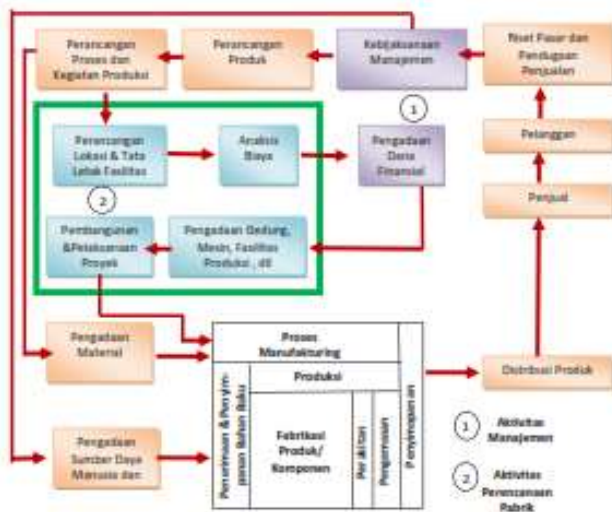 Perancangan
Proses dan
Kegiatan Produksi
Perancangan
Produk
Kebijaksanaan
Manajemen
Riset Pasar dan
Pendugaan
Penjualan
1
Perancangan
Lokasi & Tata
Letak Fasilitas
Analisis
Biaya
Pengadaan
Dana
Finansial
Pelanggan
2
Penjual
Pembangunan
&Pelaksanaan
Proyek
Pengadaan Gedung,
Mesin, Fasilitas
Produksi , dll
Pengadaan
Material
Proses
Manufakturing
Produksi
Penerimaan & Penyim-
panan Bahan Baku
Fabrikasi
Produk/
Komponen
Perakitan
Pengemasan
Penyimpanan
Distribusi Produk
Pengadaan
Sumber Daya
Manusia dan
1
Aktivitas
Manajemen
2
Aktivitas
Perencanaan
Pabrik